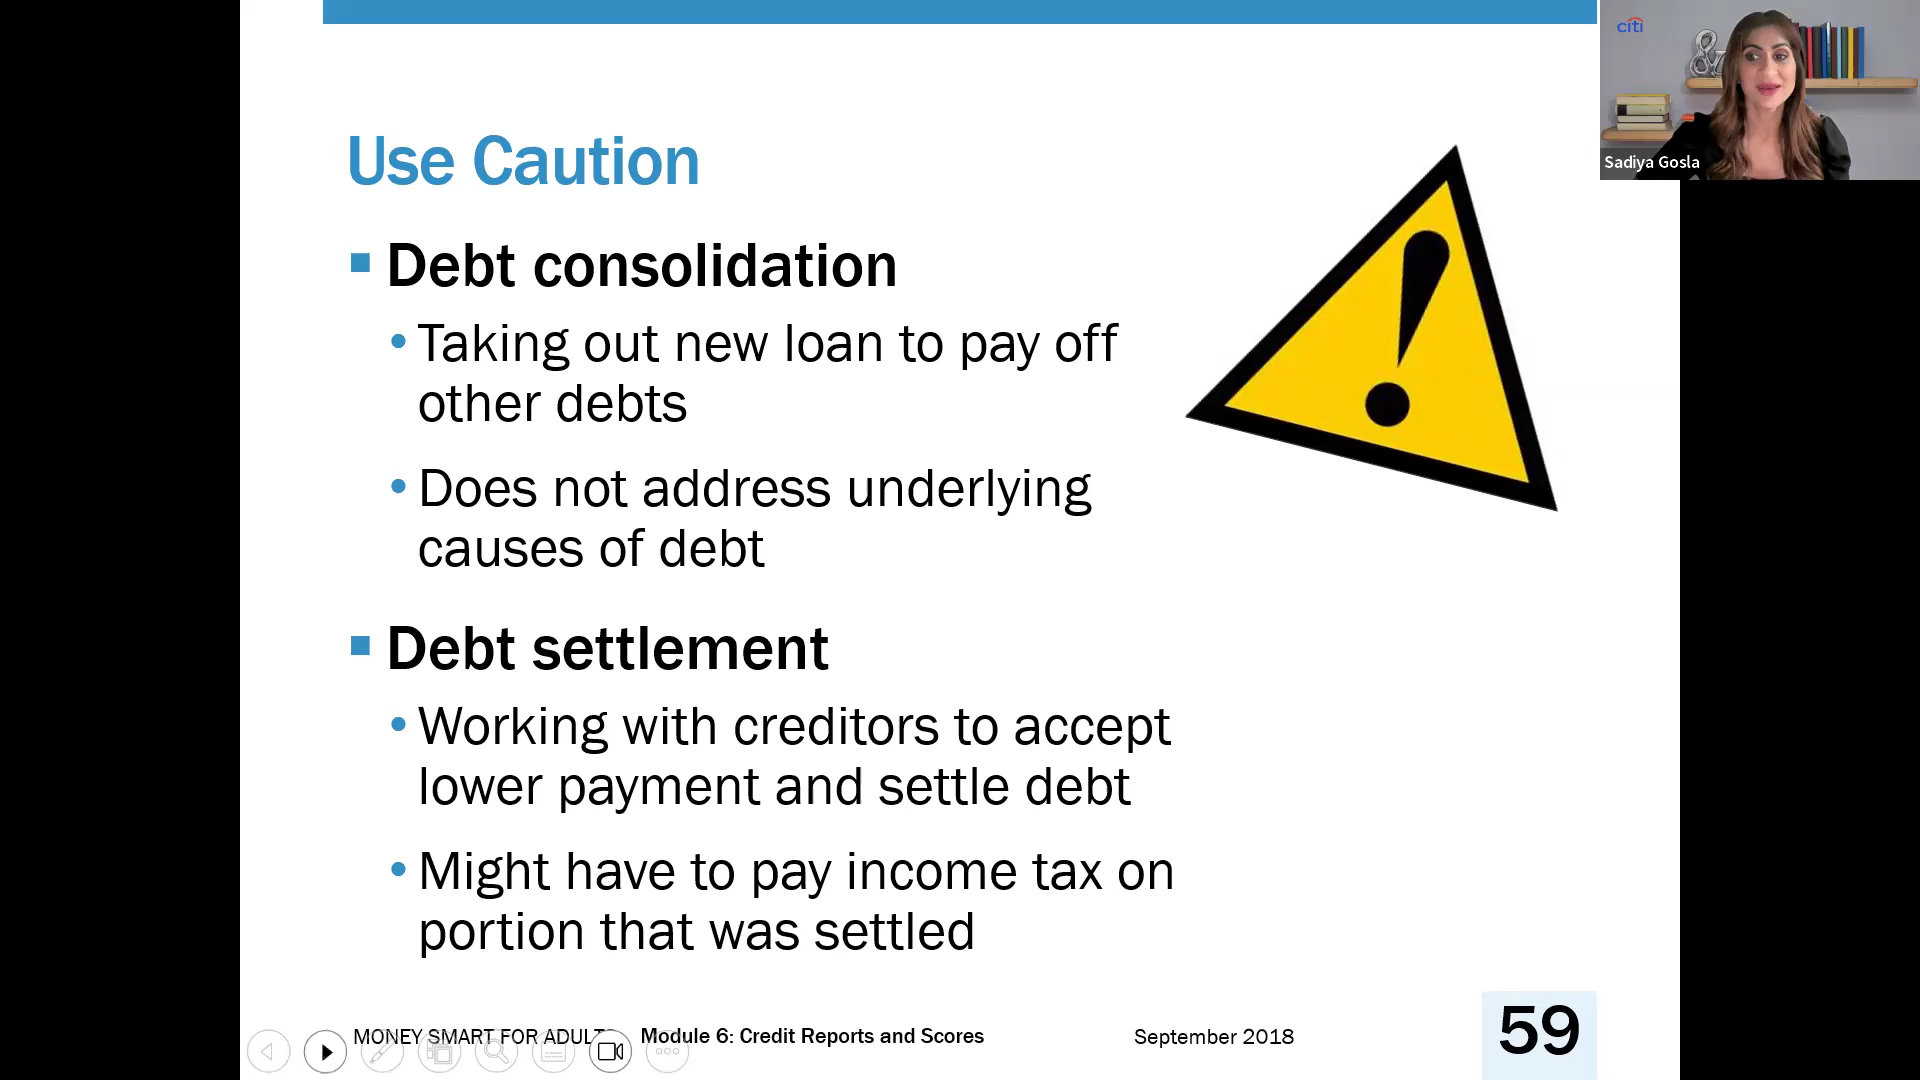 Use Caution
Debt consolidation
Taking out new loan to pay off
other debts
Does not address underlying
causes of debt
Debt settlement
Working with creditors to accept
lower payment and settle debt
Might have to pay income tax on
portion that was settled
MONEY SMART FOR ADULTS
Module 6: Credit Reports and Scores
September 2018
59
citi
Sadiya Gosla